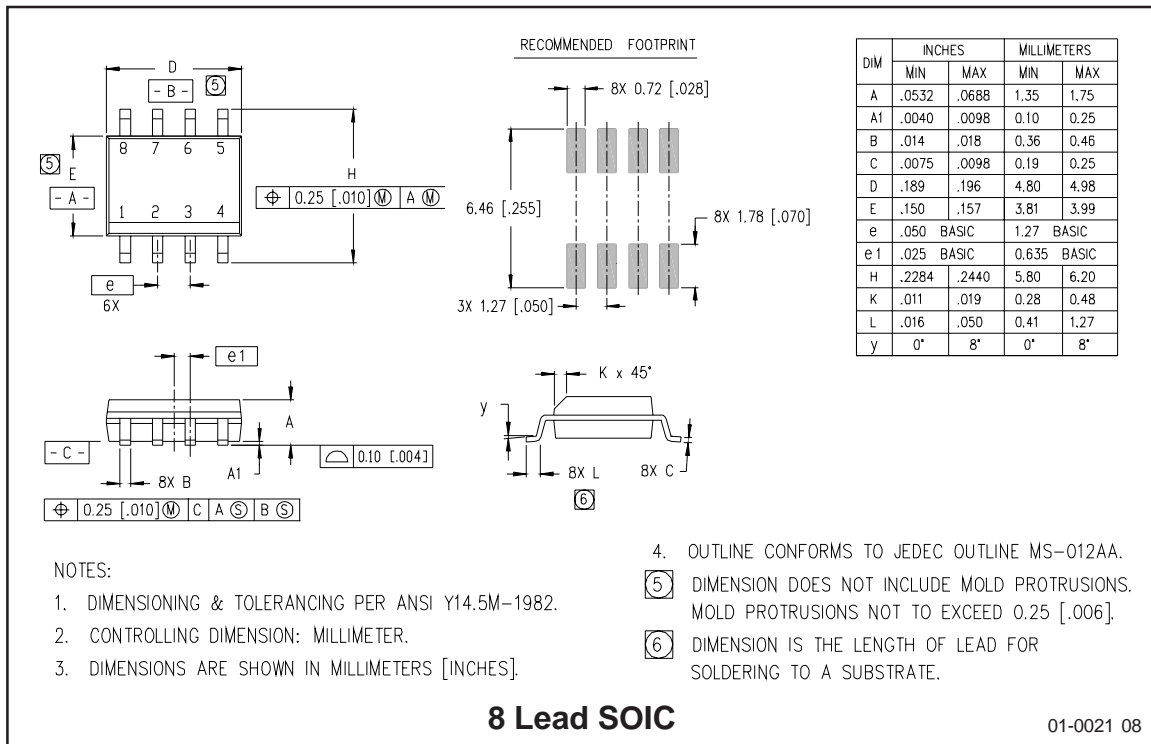 D
- B -
5
8 7 6 5
5
E
- A -
1 2 3 4
H
⌖ 0.25 [.010] Ⓜ A Ⓜ
e
6X
RECOMMENDED FOOTPRINT
8X 0.72 [.028]
6.46 [.255]
8X 1.78 [.070]
3X 1.27 [.050]
DIM INCHES MILLIMETERS
MIN MAX MIN MAX
A .0532 .0688 1.35 1.75
A1 .0040 .0098 0.10 0.25
B .014 .018 0.36 0.46
C .0075 .0098 0.19 0.25
D .189 .196 4.80 4.98
E .150 .157 3.81 3.99
e .050 BASIC 1.27 BASIC
e1 .025 BASIC 0.635 BASIC
H .2284 .2440 5.80 6.20
K .011 .019 0.28 0.48
L .016 .050 0.41 1.27
y 0° 8° 0° 8°
e1
A
- C -
A1
8X B
⌓ 0.10 [.004]
⌖ 0.25 [.010] Ⓜ C A Ⓢ B Ⓢ
K x 45°
y
8X L
6
8X C
NOTES:
1. DIMENSIONING & TOLERANCING PER ANSI Y14.5M-1982.
2. CONTROLLING DIMENSION: MILLIMETER.
3. DIMENSIONS ARE SHOWN IN MILLIMETERS [INCHES].
4. OUTLINE CONFORMS TO JEDEC OUTLINE MS-012AA.
5 DIMENSION DOES NOT INCLUDE MOLD PROTRUSIONS.
MOLD PROTRUSIONS NOT TO EXCEED 0.25 [.006].
6 DIMENSION IS THE LENGTH OF LEAD FOR
SOLDERING TO A SUBSTRATE.
8 Lead SOIC
01-0021 08